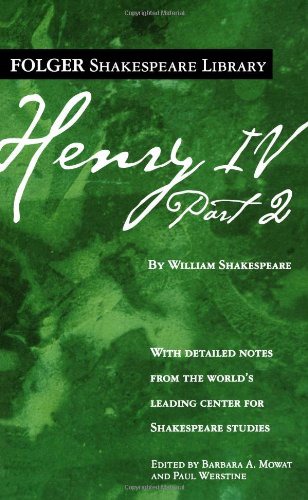 FOLGER SHAKESPEARE LIBRARY
Henry IV
Part 2
BY WILLIAM SHAKESPEARE
WITH DETAILED NOTES
FROM THE WORLD'S
LEADING CENTER FOR
SHAKESPEARE STUDIES
EDITED BY BARBARA A. MOWAT
AND PAUL WERSTINE